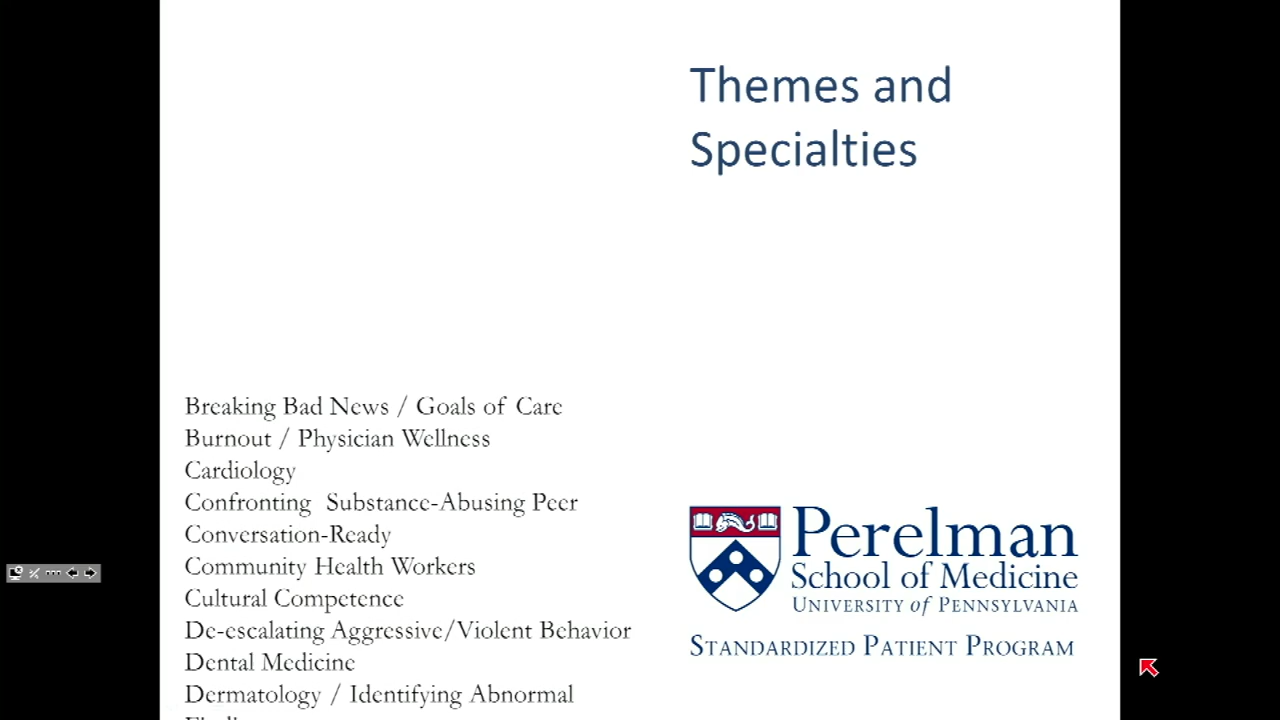 Themes and
Specialties
Breaking Bad News / Goals of Care
Burnout / Physician Wellness
Cardiology
Confronting Substance-Abusing Peer
Conversation-Ready
Community Health Workers
Cultural Competence
De-escalating Aggressive/Violent Behavior
Dental Medicine
Dermatology / Identifying Abnormal
Perelman
School of Medicine
UNIVERSITY of PENNSYLVANIA
STANDARDIZED PATIENT PROGRAM